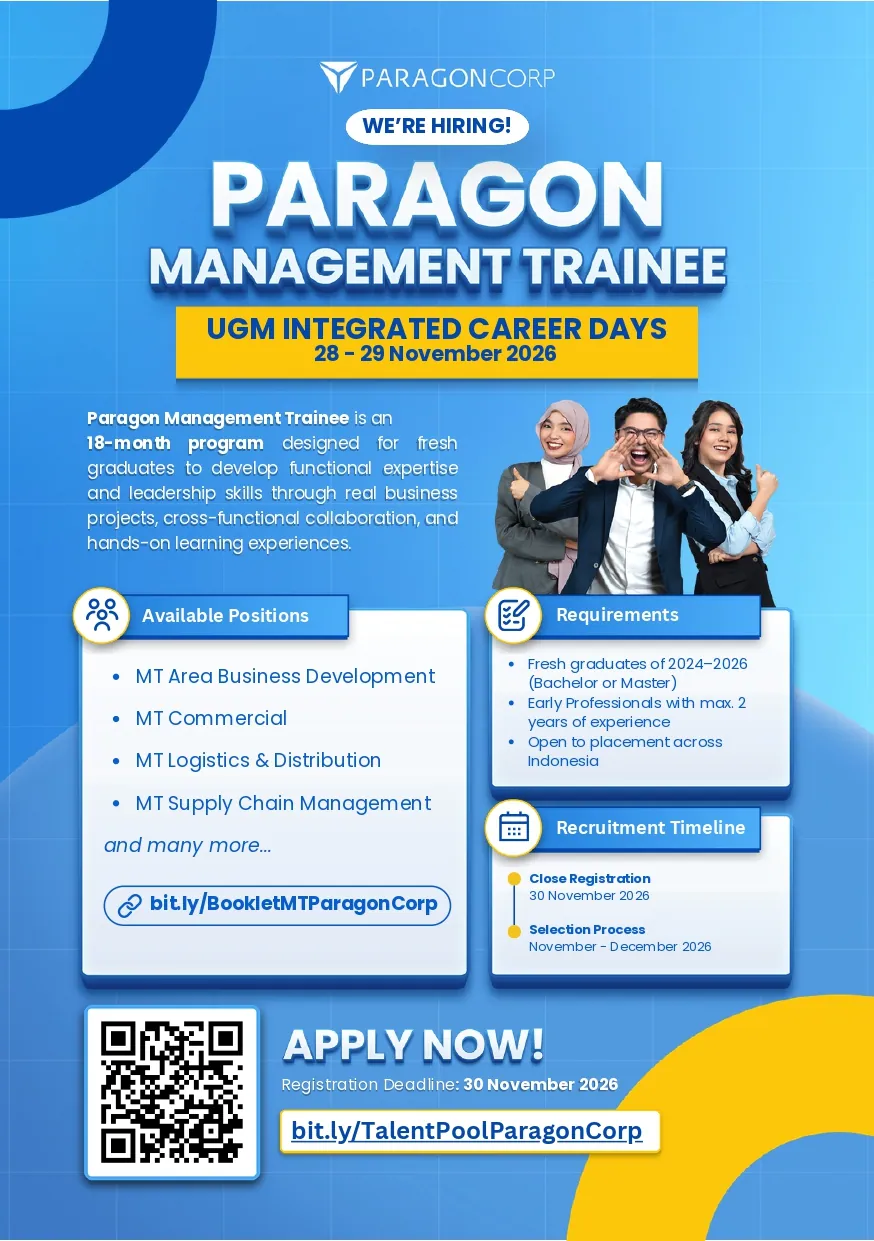 PARAGONCORP
WE'RE HIRING!
PARAGON
MANAGEMENT TRAINEE
UGM INTEGRATED CAREER DAYS
28 - 29 November 2026
Paragon Management Trainee is an
18-month program designed for fresh
graduates to develop functional expertise
and leadership skills through real business
projects, cross-functional collaboration, and
hands-on learning experiences.
Available Positions
• MT Area Business Development
• MT Commercial
• MT Logistics & Distribution
• MT Supply Chain Management
and many more...
bit.ly/BookletMTParagonCorp
Requirements
• Fresh graduates of 2024–2026
(Bachelor or Master)
• Early Professionals with max. 2
years of experience
• Open to placement across
Indonesia
Recruitment Timeline
Close Registration
30 November 2026
Selection Process
November - December 2026
APPLY NOW!
Registration Deadline: 30 November 2026
bit.ly/TalentPoolParagonCorp